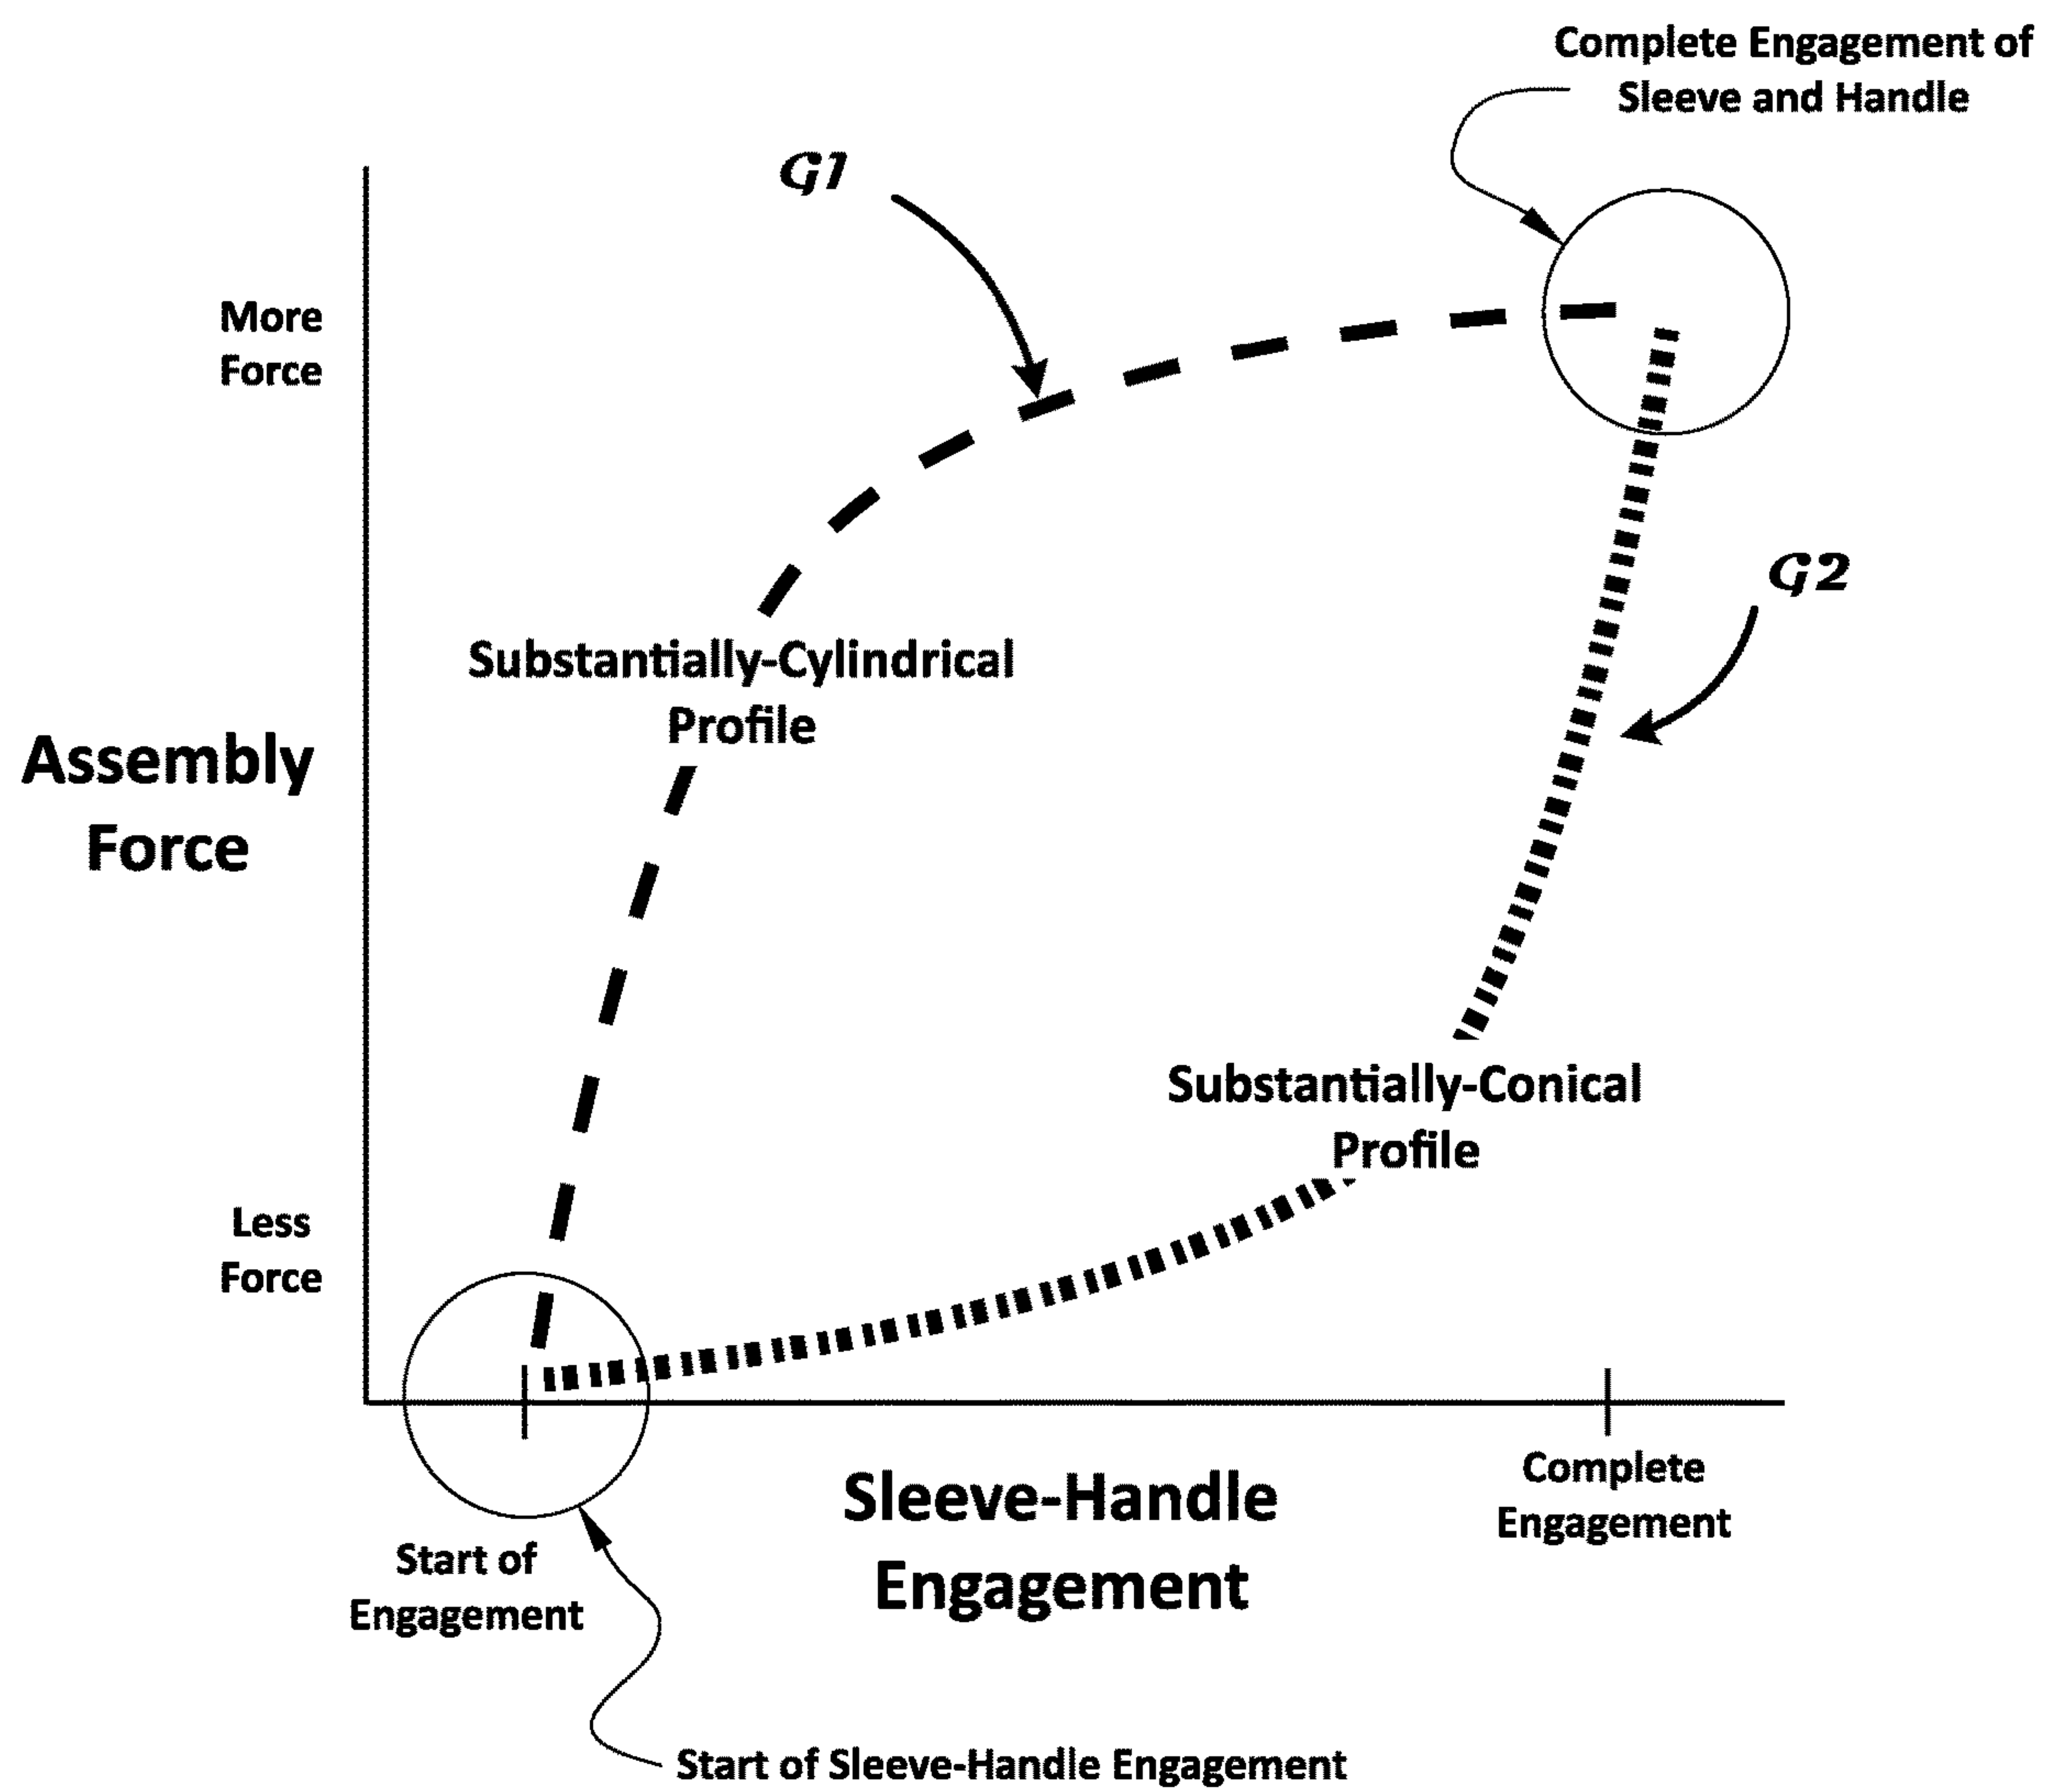 Complete Engagement of
Sleeve and Handle
G1
More
Force
G2
Substantially-Cylindrical
Profile
Assembly
Force
Substantially-Conical
Profile
Less
Force
Complete
Engagement
Sleeve-Handle
Engagement
Start of
Engagement
Start of Sleeve-Handle Engagement